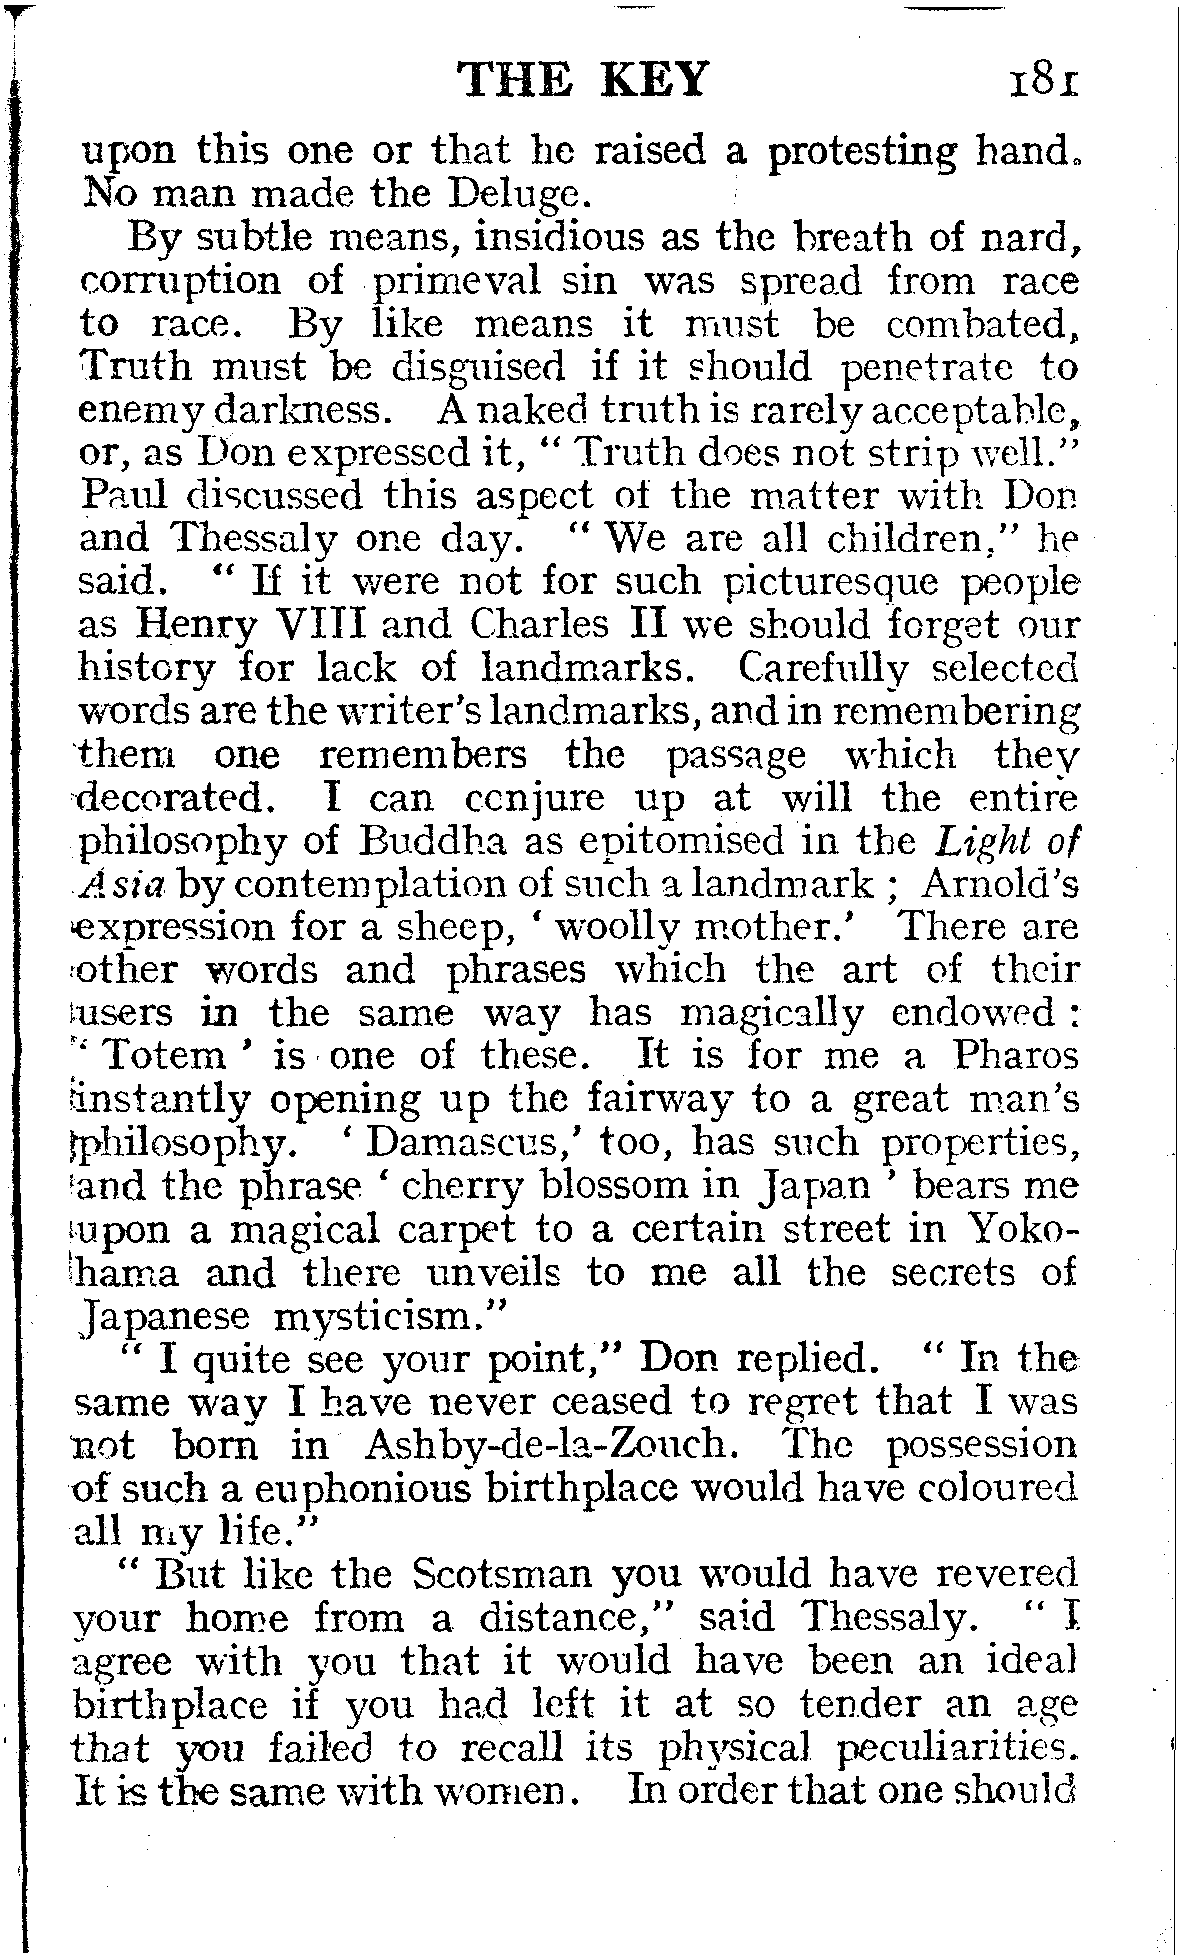 THE KEY 181
upon this one or that he raised a protesting hand.
No man made the Deluge.
By subtle means, insidious as the breath of nard,
corruption of primeval sin was spread from race
to race. By like means it must be combated,
Truth must be disguised if it should penetrate to
enemy darkness. A naked truth is rarely acceptable,
or, as Don expressed it, “ Truth does not strip well.”
Paul discussed this aspect of the matter with Don
and Thessaly one day. “ We are all children,” he
said. “ If it were not for such picturesque people
as Henry VIII and Charles II we should forget our
history for lack of landmarks. Carefully selected
words are the writer's landmarks, and in remembering
them one remembers the passage which they
decorated. I can conjure up at will the entire
philosophy of Buddha as epitomised in the Light of
Asia by contemplation of such a landmark ; Arnold's
expression for a sheep, ‘ woolly mother.’ There are
other words and phrases which the art of their
users in the same way has magically endowed :
‘ Totem ’ is one of these. It is for me a Pharos
instantly opening up the fairway to a great man's
philosophy. ‘ Damascus,’ too, has such properties,
and the phrase ‘ cherry blossom in Japan ’ bears me
upon a magical carpet to a certain street in Yoko-
hama and there unveils to me all the secrets of
Japanese mysticism.”
“ I quite see your point,” Don replied. “ In the
same way I have never ceased to regret that I was
not born in Ashby-de-la-Zouch. The possession
of such a euphonious birthplace would have coloured
all my life.”
“ But like the Scotsman you would have revered
your home from a distance,” said Thessaly. “ I
agree with you that it would have been an ideal
birthplace if you had left it at so tender an age
that you failed to recall its physical peculiarities.
It is the same with women. In order that one should